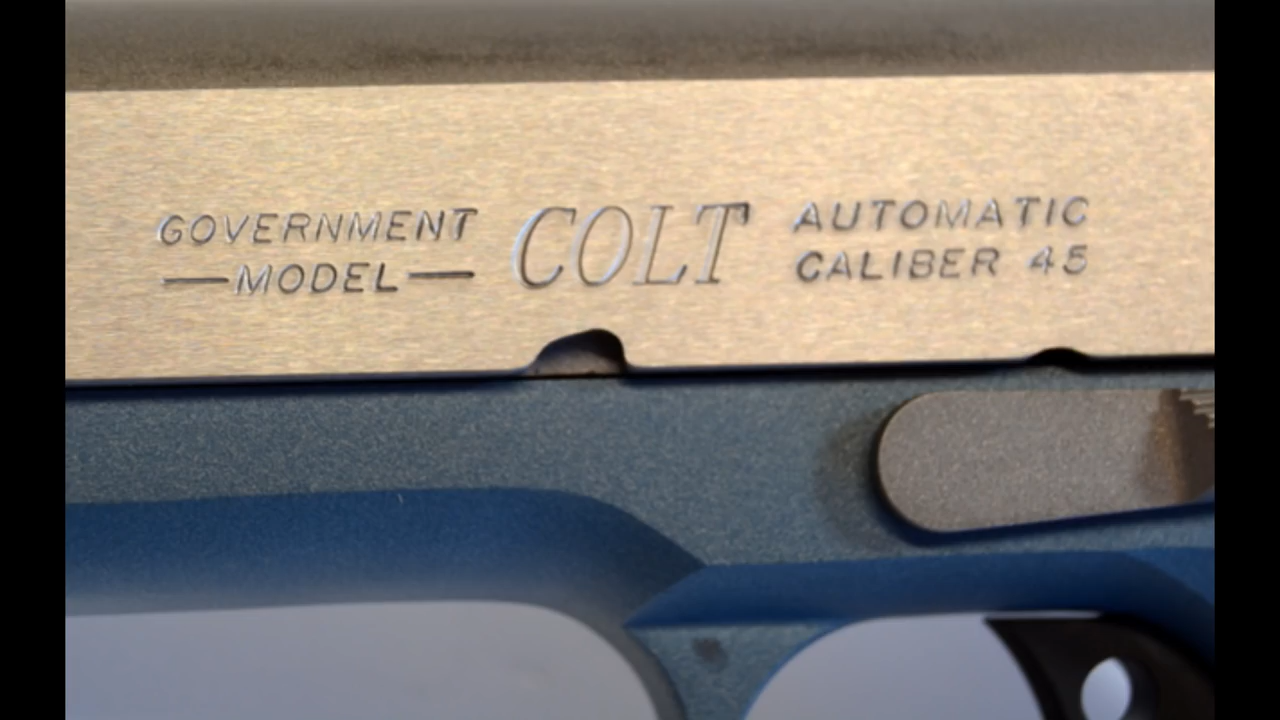 GOVERNMENT
—MODEL—
COLT
AUTOMATIC
CALIBER 45